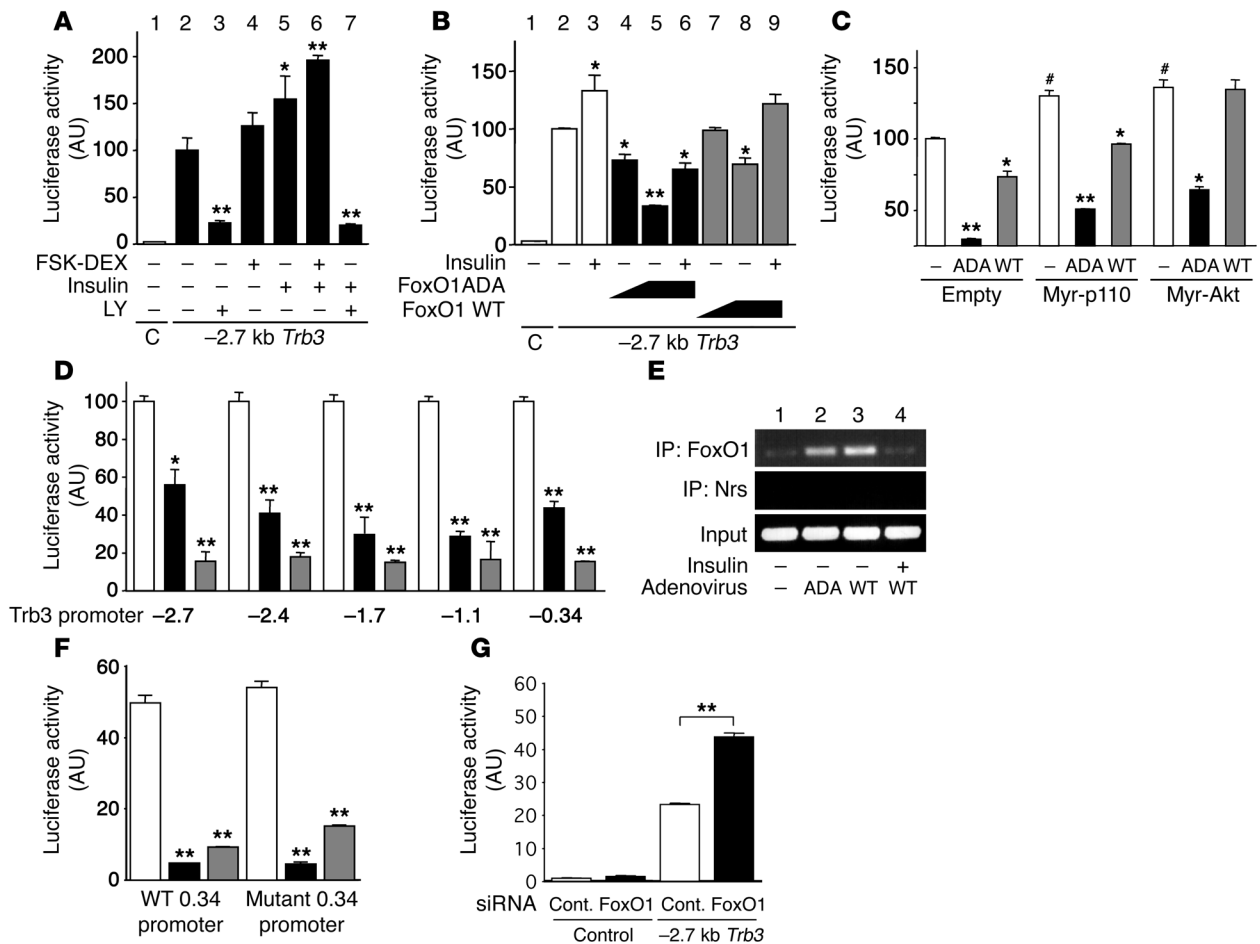 A
1 2 3 4 5 6 7
Luciferase activity
(AU)
200
150
100
50
0
** * ** **
FSK-DEX – – – + – + –
Insulin – – – – + + +
LY – – + – – – +
C –2.7 kb Trb3
B
1 2 3 4 5 6 7 8 9
Luciferase activity
(AU)
150
100
50
0
* * ** * *
Insulin – – + – – + – – +
FoxO1ADA
FoxO1 WT
C –2.7 kb Trb3
C
Luciferase activity
(AU)
150
100
50
** * # ** * # *
– ADA WT – ADA WT – ADA WT
Empty Myr-p110 Myr-Akt
D
Luciferase activity
(AU)
100
80
60
40
20
0
* ** ** ** ** ** ** ** ** **
Trb3 promoter –2.7 –2.4 –1.7 –1.1 –0.34
E
1 2 3 4
IP: FoxO1
IP: Nrs
Input
Insulin – – – +
Adenovirus – ADA WT WT
F
Luciferase activity
(AU)
60
40
20
0
** ** ** **
WT 0.34 Mutant 0.34
promoter promoter
G
Luciferase activity
(AU)
60
50
40
30
20
10
0
**
siRNA Cont. FoxO1 Cont. FoxO1
Control –2.7 kb Trb3